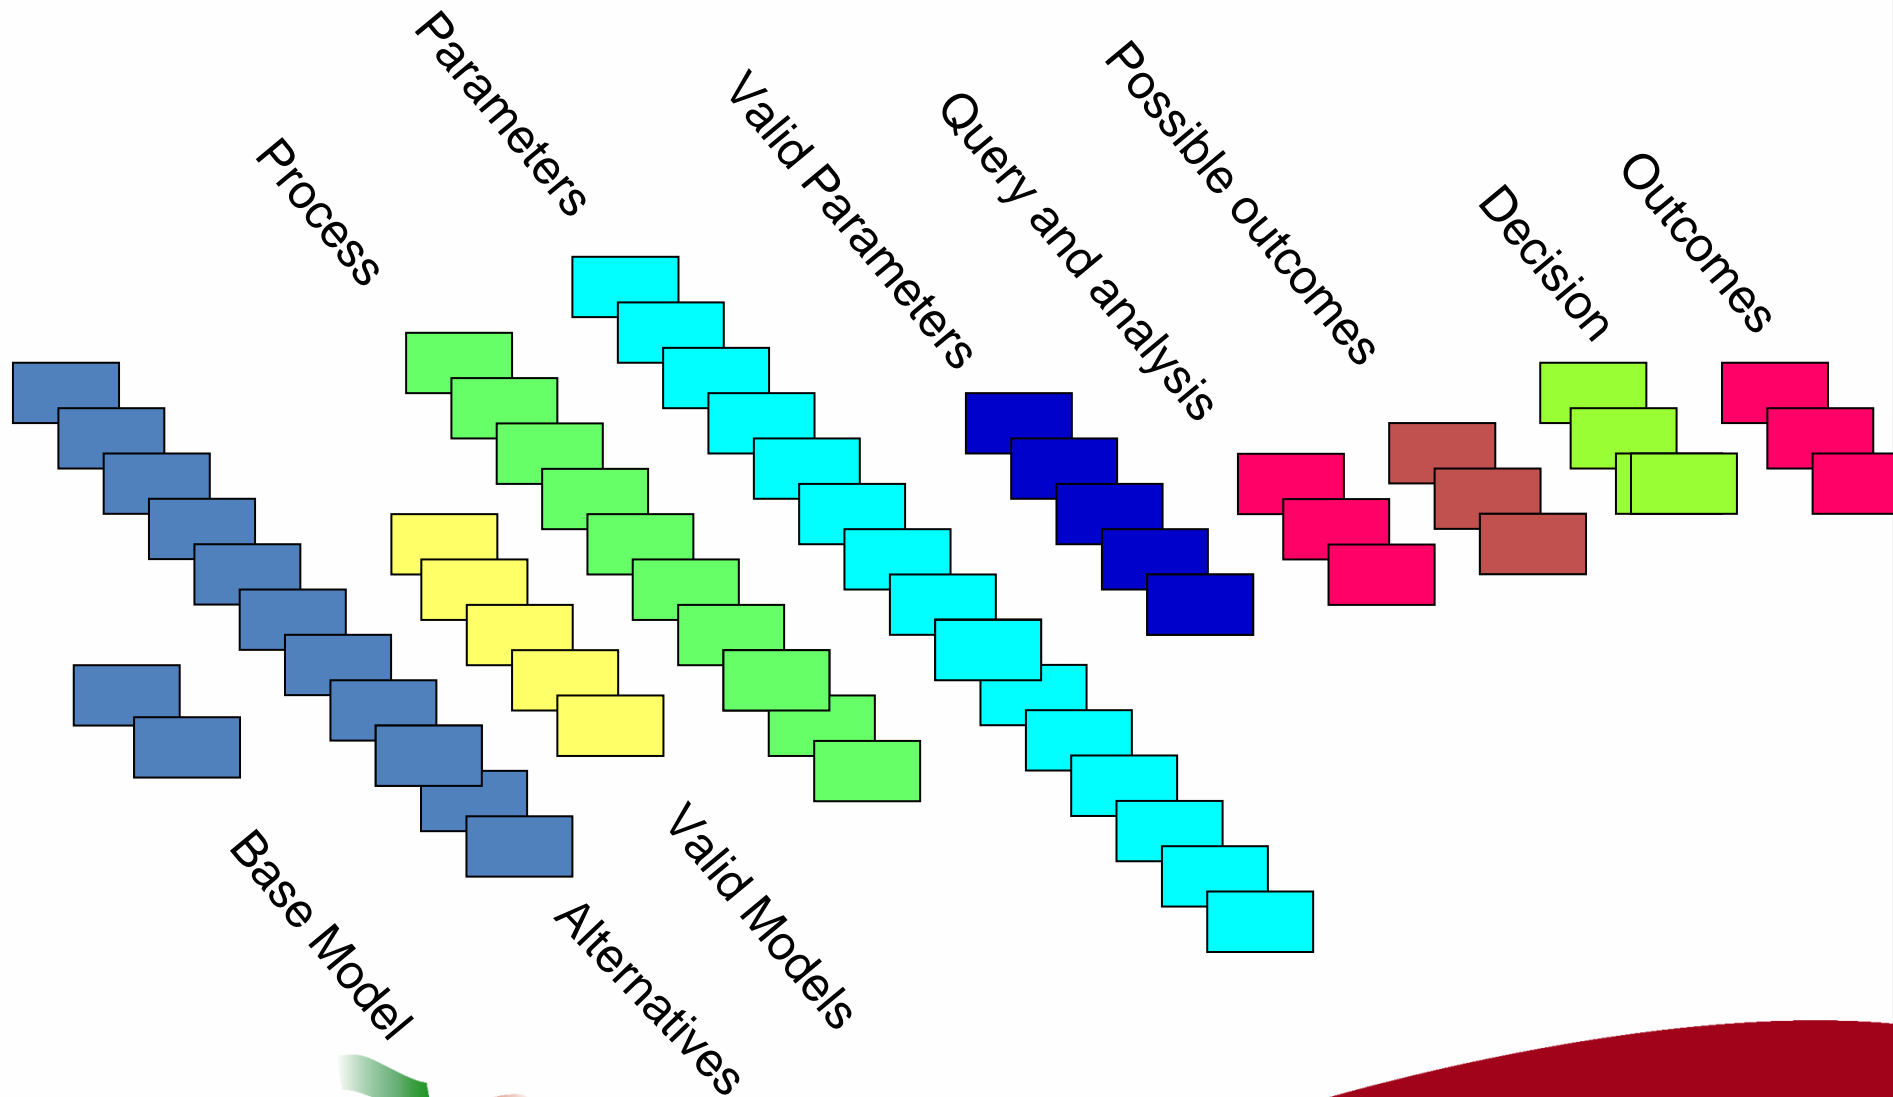 Process
Parameters
Valid Parameters
Query and analysis
Possible outcomes
Decision
Outcomes
Base Model
Alternatives
Valid Models